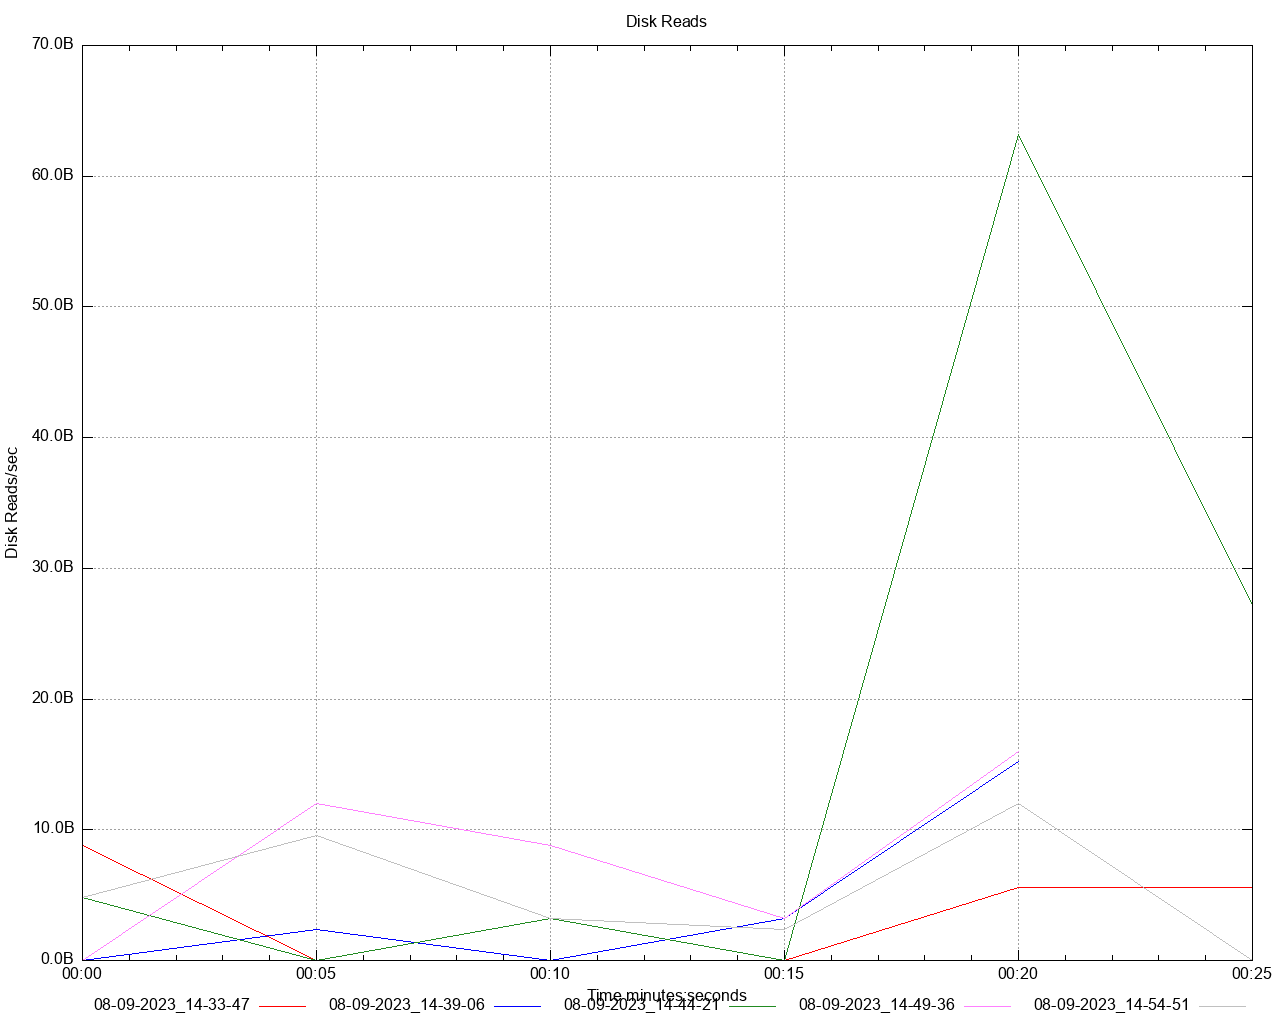 Disk Reads
70.0B
60.0B
50.0B
40.0B
30.0B
20.0B
10.0B
0.0B
Disk Reads/sec
00:00 00:05 00:10 00:15 00:20 00:25
Time minutes:seconds
08-09-2023_14-33-47 08-09-2023_14-39-06 08-09-2023_14-44-21 08-09-2023_14-49-36 08-09-2023_14-54-51